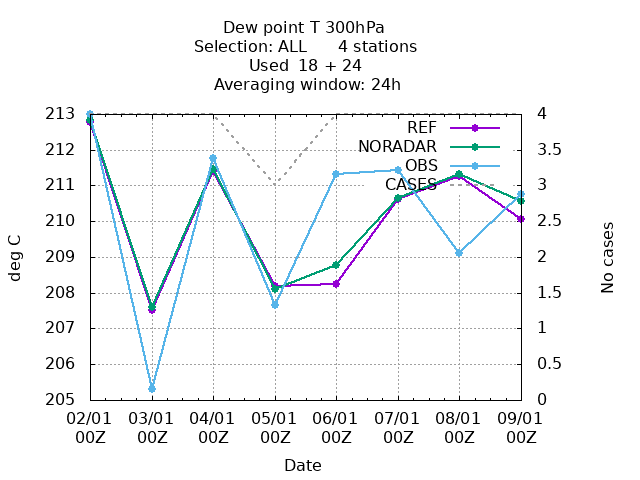 Dew point T 300hPa
Selection: ALL 4 stations
Used 18 + 24
Averaging window: 24h
213
212
211
210
209
208
207
206
205
4
3.5
3
2.5
2
1.5
1
0.5
0
REF
NORADAR
OBS
CASES
deg C
No cases
02/01 03/01 04/01 05/01 06/01 07/01 08/01 09/01
00Z 00Z 00Z 00Z 00Z 00Z 00Z 00Z
Date